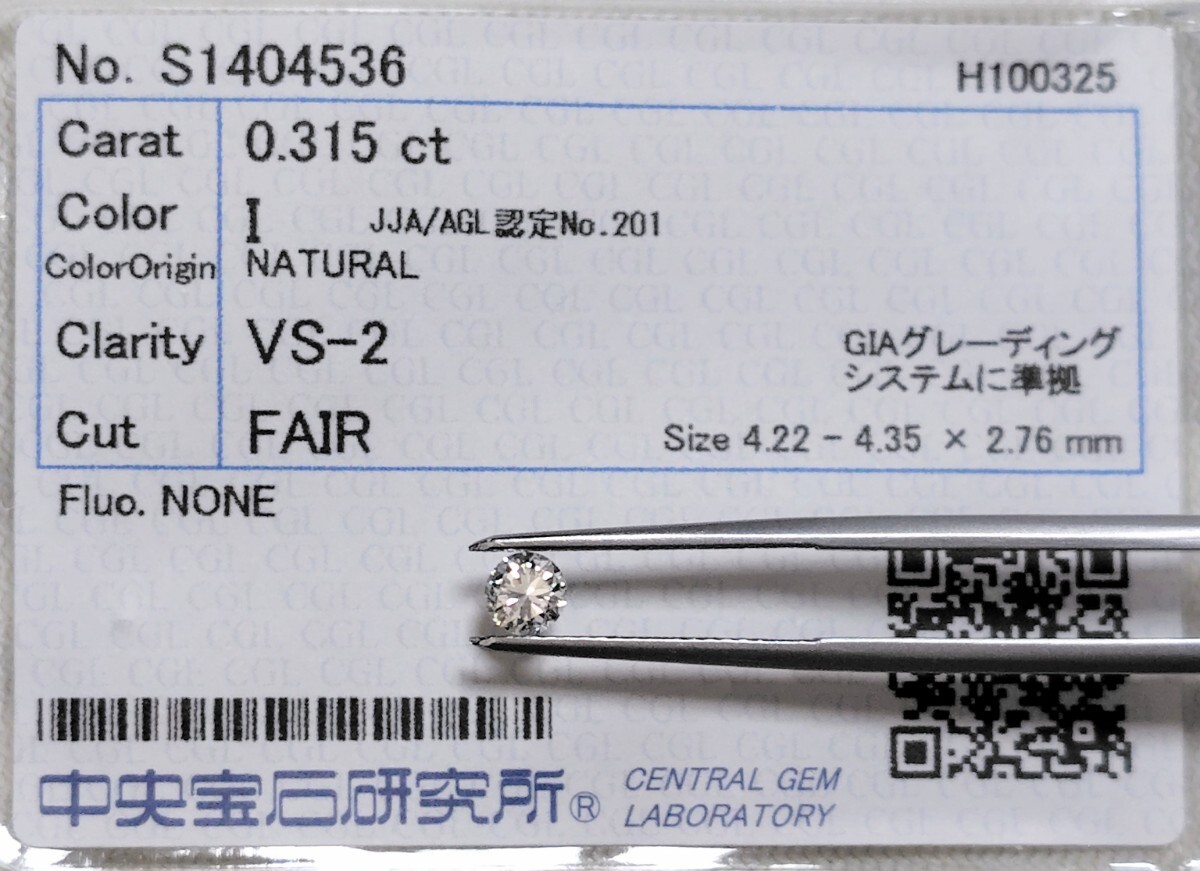 No. S1404536
H100325
Carat 0.315 ct
Color I JJA/AGL認定No.201
ColorOrigin NATURAL
Clarity VS-2
GIAグレーディング
システムに準拠
Cut FAIR
Size 4.22 - 4.35 × 2.76 mm
Fluo. NONE
中央宝石研究所®
CENTRAL GEM
LABORATORY